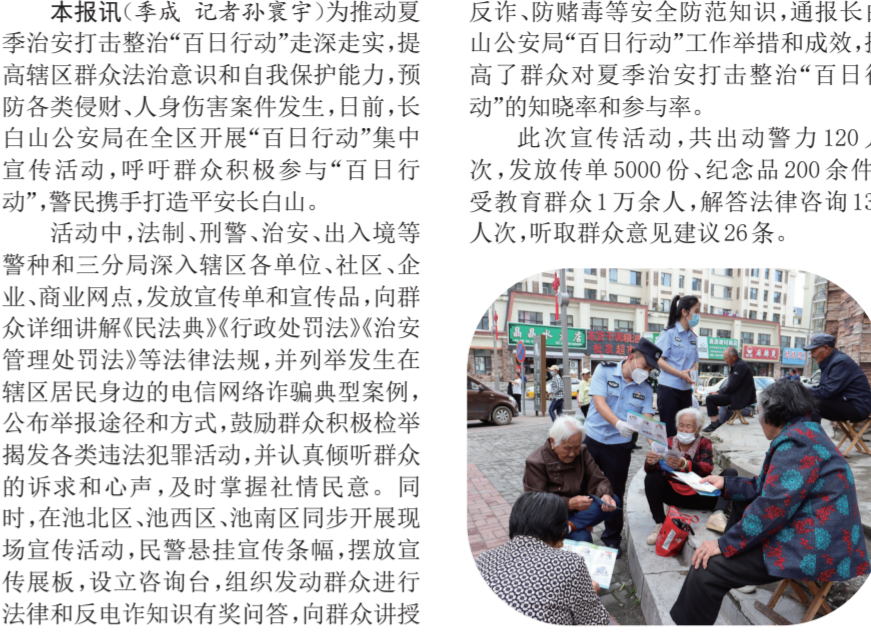 本报讯(季成 记者孙寰宇)为推动夏
季治安打击整治“百日行动”走深走实,提
高辖区群众法治意识和自我保护能力,预
防各类侵财、人身伤害案件发生,日前,长
白山公安局在全区开展“百日行动”集中
宣传活动,呼吁群众积极参与“百日行
动”,警民携手打造平安长白山。
活动中,法制、刑警、治安、出入境等
警种和三分局深入辖区各单位、社区、企
业、商业网点,发放宣传单和宣传品,向群
众详细讲解《民法典》《行政处罚法》《治安
管理处罚法》等法律法规,并列举发生在
辖区居民身边的电信网络诈骗典型案例,
公布举报途径和方式,鼓励群众积极检举
揭发各类违法犯罪活动,并认真倾听群众
的诉求和心声,及时掌握社情民意。同
时,在池北区、池西区、池南区同步开展现
场宣传活动,民警悬挂宣传条幅,摆放宣
传展板,设立咨询台,组织发动群众进行
法律和反电诈知识有奖问答,向群众讲授
反诈、防赌毒等安全防范知识,通报长
山公安局“百日行动”工作举措和成效,
高了群众对夏季治安打击整治“百日
动”的知晓率和参与率。
此次宣传活动,共出动警力120
次,发放传单5000份、纪念品200余件
受教育群众1万余人,解答法律咨询13
人次,听取群众意见建议26条。